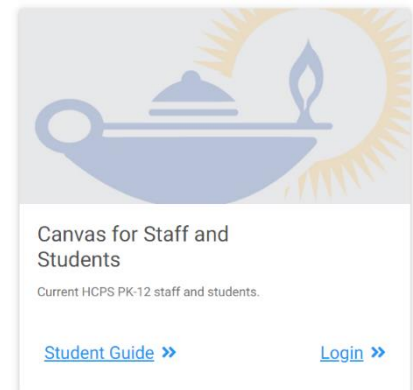 Canvas for Staff and
Students
Current HCPS PK-12 staff and students.
Student Guide »
Login »